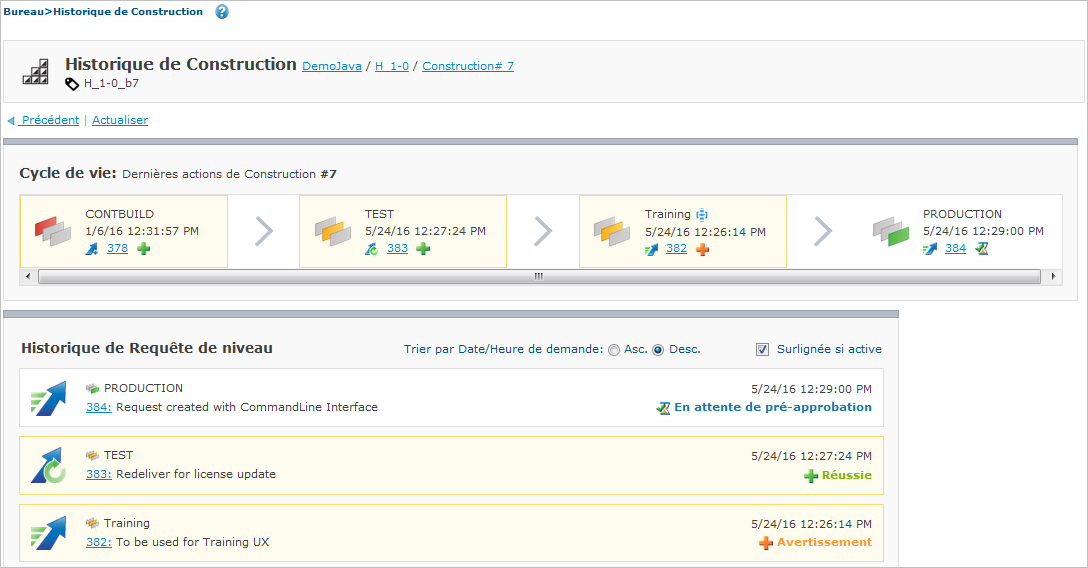 Bureau>Historique de Construction ?
Historique de Construction DemoJava / H_1-0 / Construction# 7
H_1-0_b7
Précédent | Actualiser
Cycle de vie: Dernières actions de Construction #7
CONTBUILD
1/6/16 12:31:57 PM
378
TEST
5/24/16 12:27:24 PM
383
Training
5/24/16 12:26:14 PM
382
PRODUCTION
5/24/16 12:29:00 PM
384
Historique de Requête de niveau
Trier par Date/Heure de demande: Asc. Desc.
Surlignée si active
PRODUCTION
5/24/16 12:29:00 PM
384: Request created with CommandLine Interface
En attente de pré-approbation
TEST
5/24/16 12:27:24 PM
383: Redeliver for license update
Réussie
Training
5/24/16 12:26:14 PM
382: To be used for Training UX
Avertissement